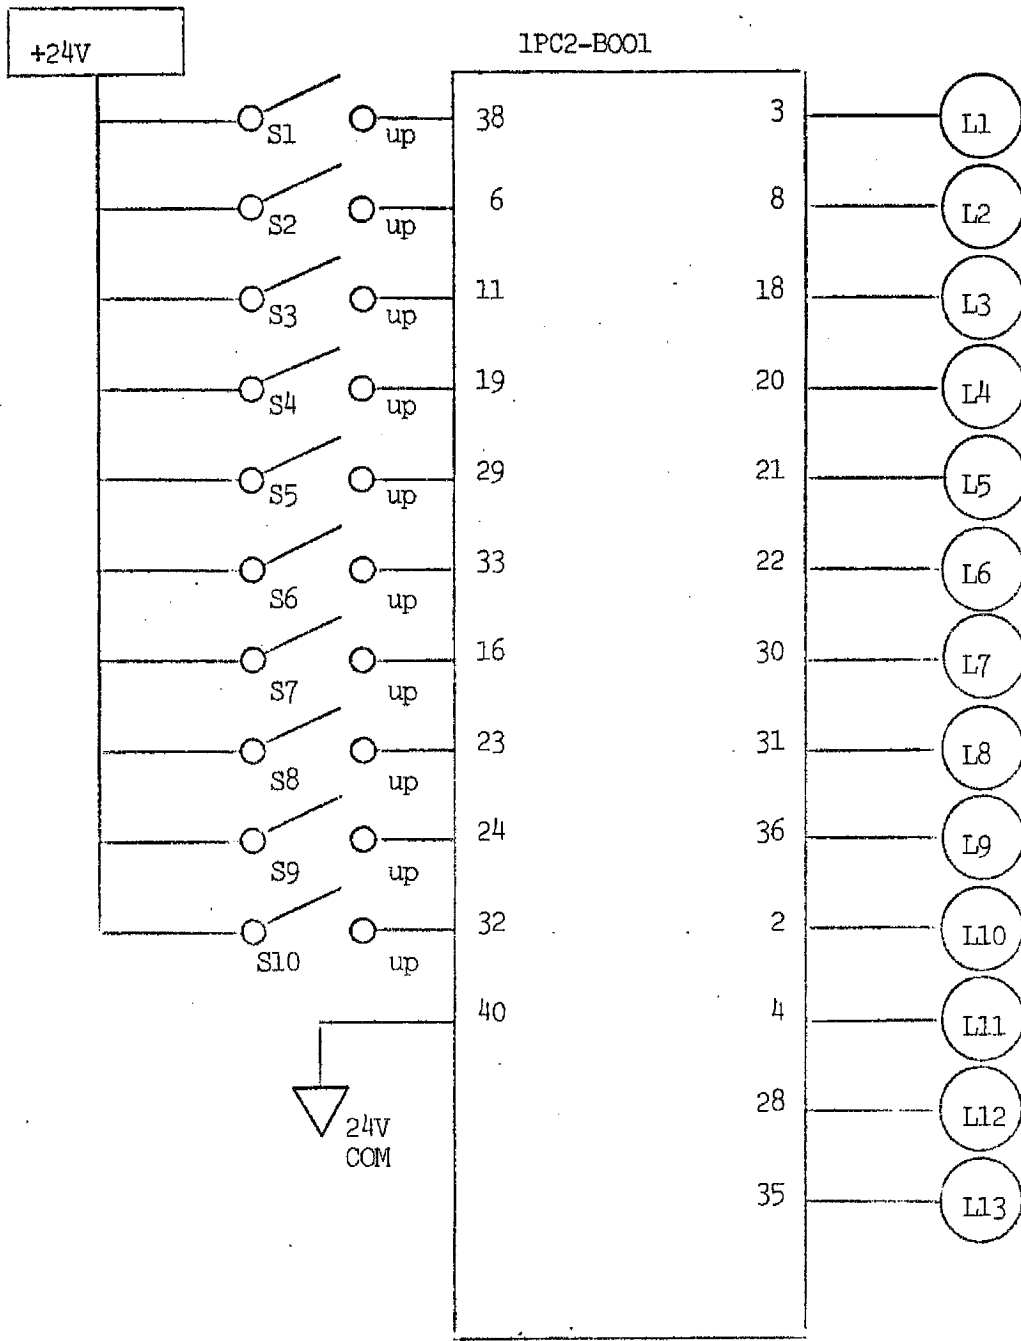 1PC2-B001
+24V
S1 up 38 3 L1
S2 up 6 8 L2
S3 up 11 18 L3
S4 up 19 20 L4
S5 up 29 21 L5
S6 up 33 22 L6
S7 up 16 30 L7
S8 up 23 31 L8
S9 up 24 36 L9
S10 up 32 2 L10
40 4 L11
24V
COM
28 L12
35 L13